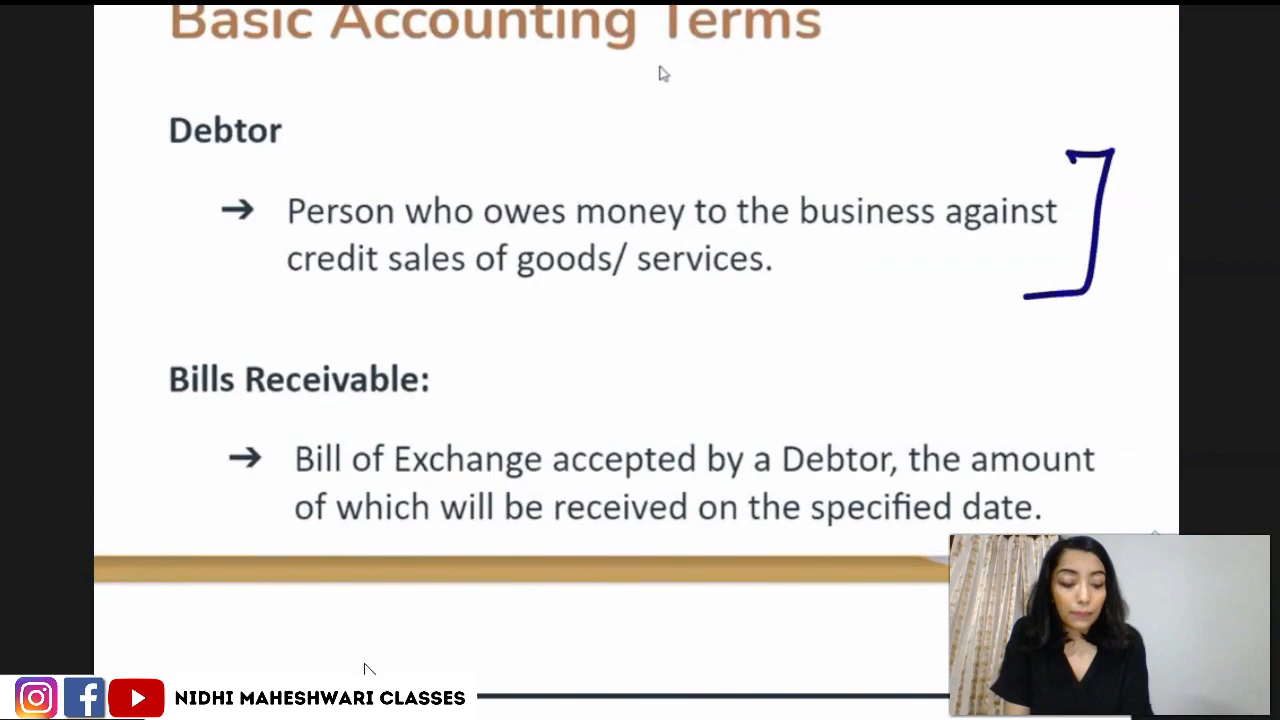 Basic Accounting Terms
Debtor
➔ Person who owes money to the business against
credit sales of goods/ services.
Bills Receivable:
➔ Bill of Exchange accepted by a Debtor, the amount
of which will be received on the specified date.
NIDHI MAHESHWARI CLASSES